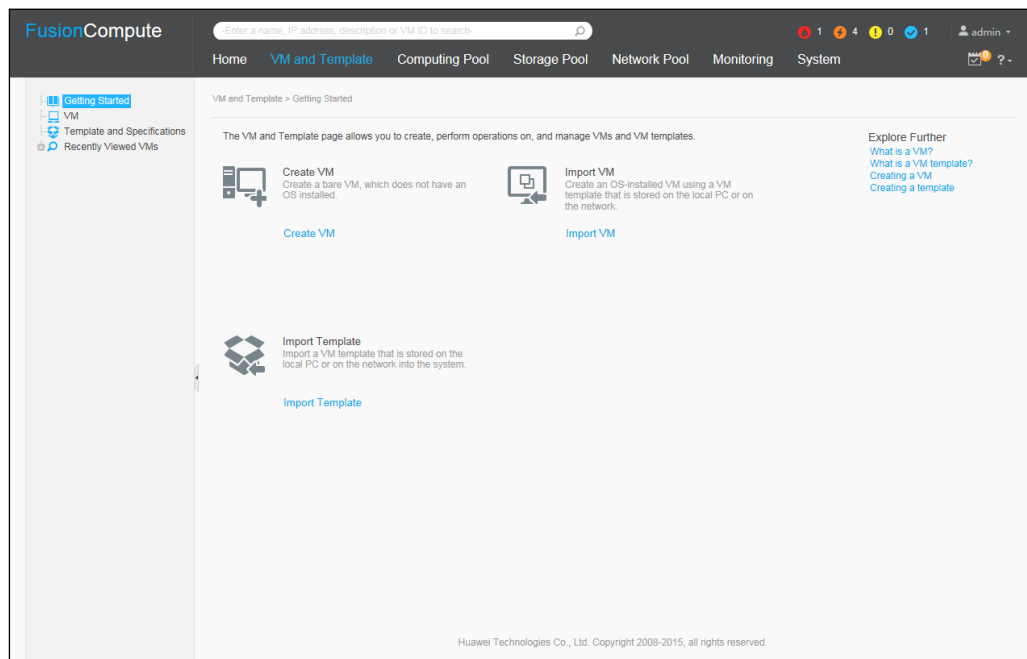 FusionCompute
-Enter a name, IP address, description or VM ID to search-
1 4 0 1
admin
Home VM and Template Computing Pool Storage Pool Network Pool Monitoring System
0 ?
Getting Started
VM
Template and Specifications
Recently Viewed VMs
VM and Template > Getting Started
The VM and Template page allows you to create, perform operations on, and manage VMs and VM templates.
Create VM
Create a bare VM, which does not have an
OS installed.
Create VM
Import VM
Create an OS-installed VM using a VM
template that is stored on the local PC or on
the network.
Import VM
Explore Further
What is a VM?
What is a VM template?
Creating a VM
Creating a template
Import Template
Import a VM template that is stored on the
local PC or on the network into the system.
Import Template
Huawei Technologies Co., Ltd. Copyright 2008-2015, all rights reserved.